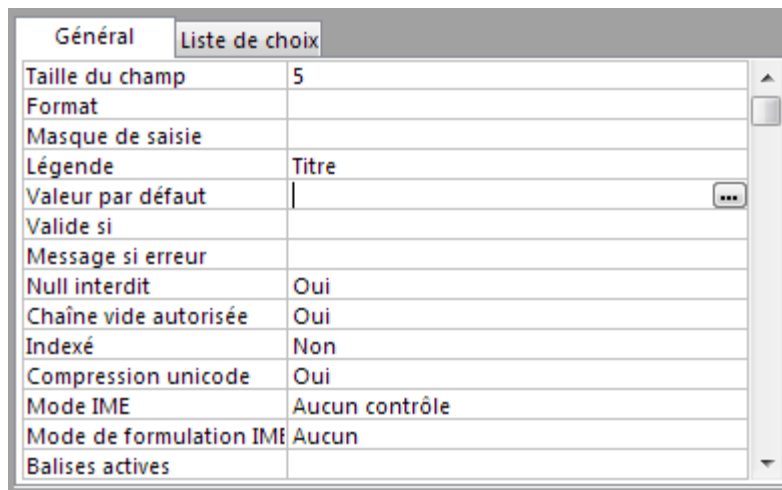 Général Liste de choix
Taille du champ 5
Format
Masque de saisie
Légende Titre
Valeur par défaut ...
Valide si
Message si erreur
Null interdit Oui
Chaîne vide autorisée Oui
Indexé Non
Compression unicode Oui
Mode IME Aucun contrôle
Mode de formulation IME Aucun
Balises actives